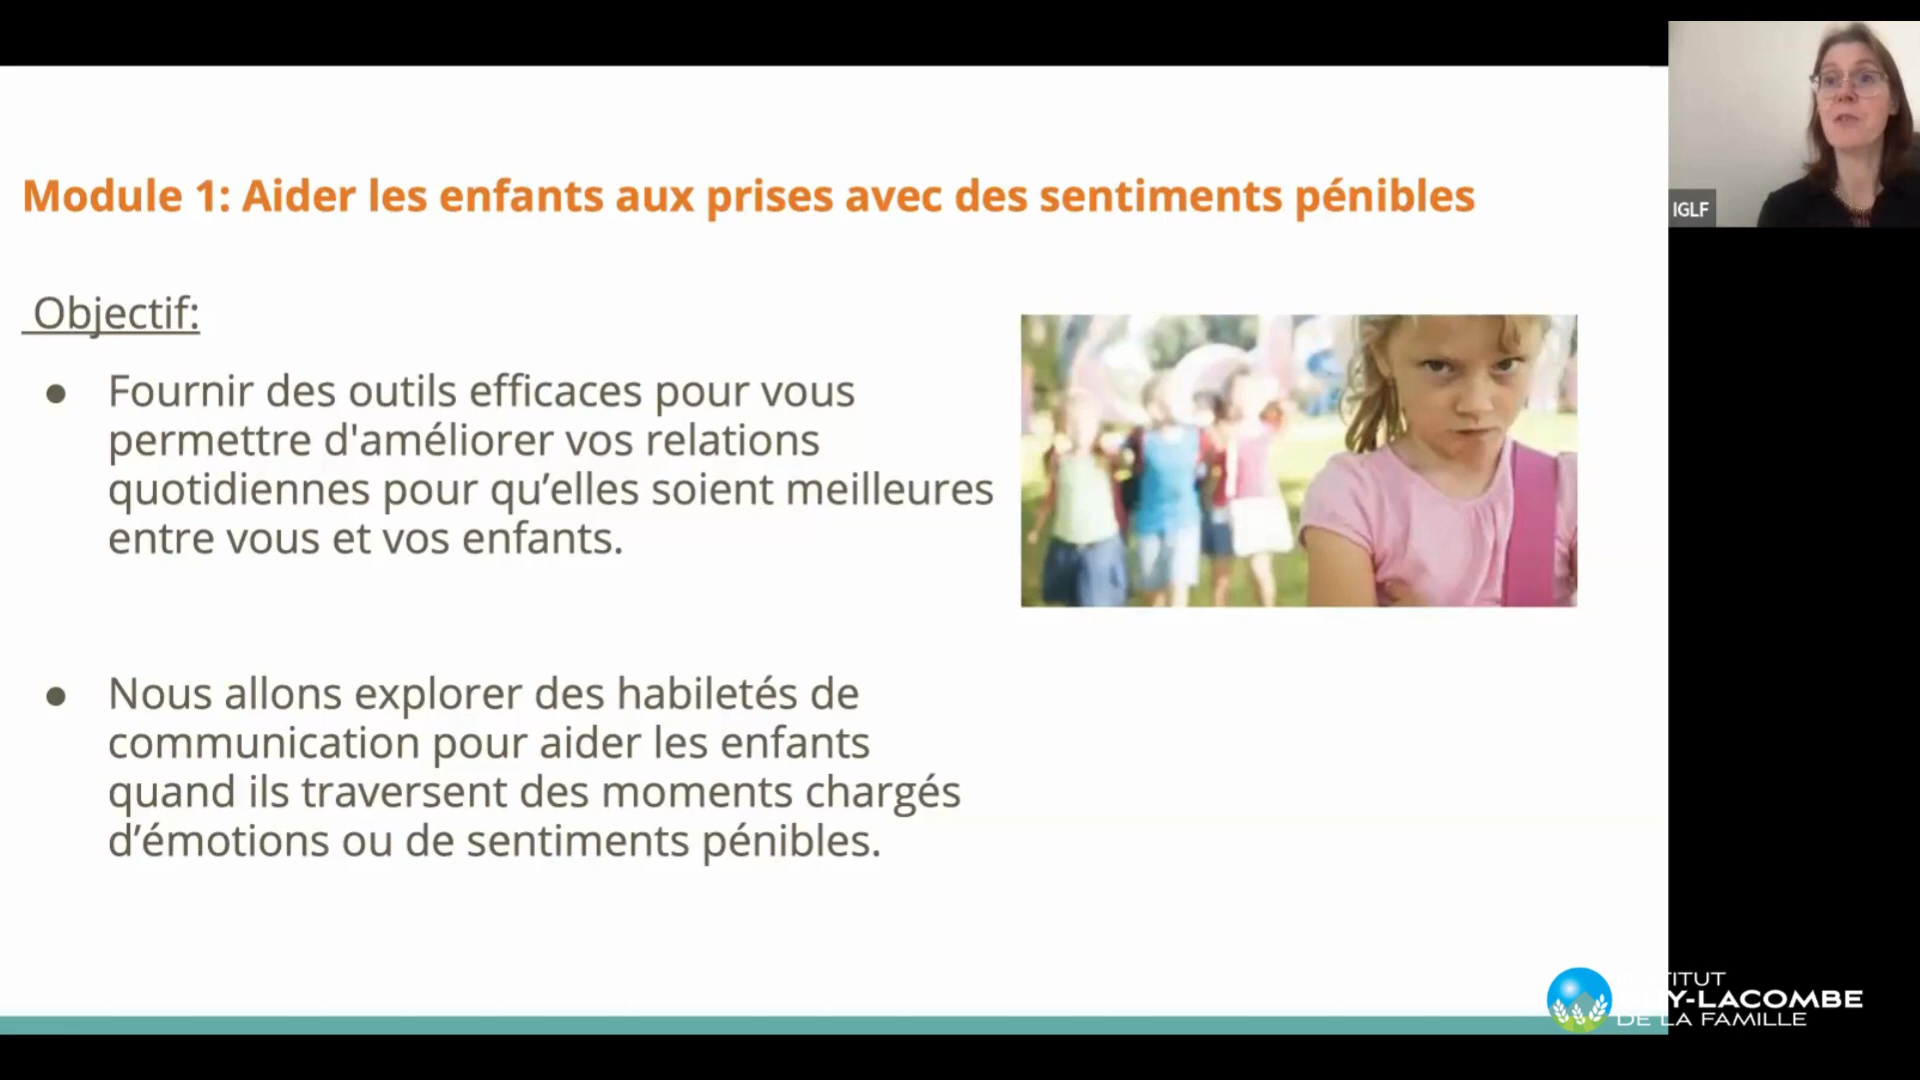 Module 1: Aider les enfants aux prises avec des sentiments pénibles
Objectif:
● Fournir des outils efficaces pour vous
permettre d'améliorer vos relations
quotidiennes pour qu’elles soient meilleures
entre vous et vos enfants.
● Nous allons explorer des habiletés de
communication pour aider les enfants
quand ils traversent des moments chargés
d’émotions ou de sentiments pénibles.
IGLF
TITUT
Y-LACOMBE
DE LA FAMILLE